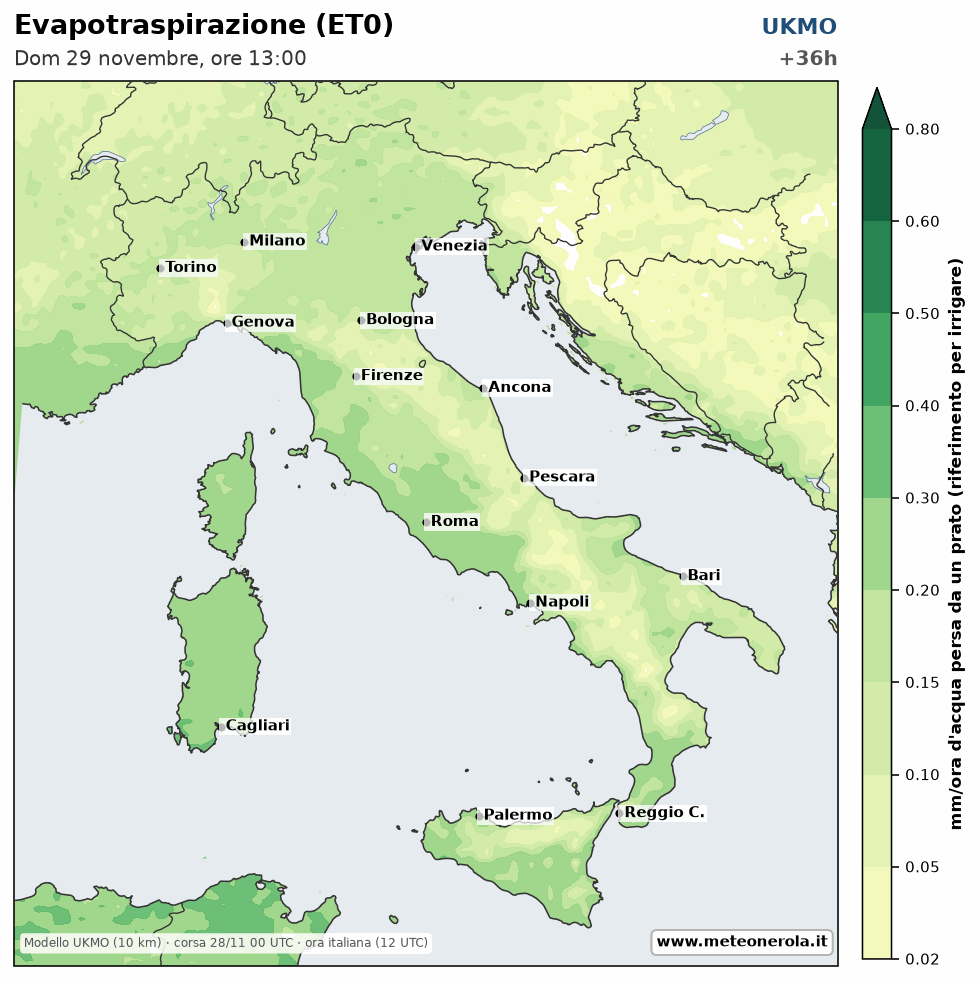 Evapotraspirazione (ET0)
UKMO
Dom 29 novembre, ore 13:00
+36h
Milano
Venezia
Torino
Genova
Bologna
Firenze
Ancona
Pescara
Roma
Bari
Napoli
Cagliari
Palermo
Reggio C.
0.80
0.60
0.50
0.40
0.30
0.20
0.15
0.10
0.05
0.02
mm/ora d'acqua persa da un prato (riferimento per irrigare)
Modello UKMO (10 km) · corsa 28/11 00 UTC · ora italiana (12 UTC)
www.meteonerola.it